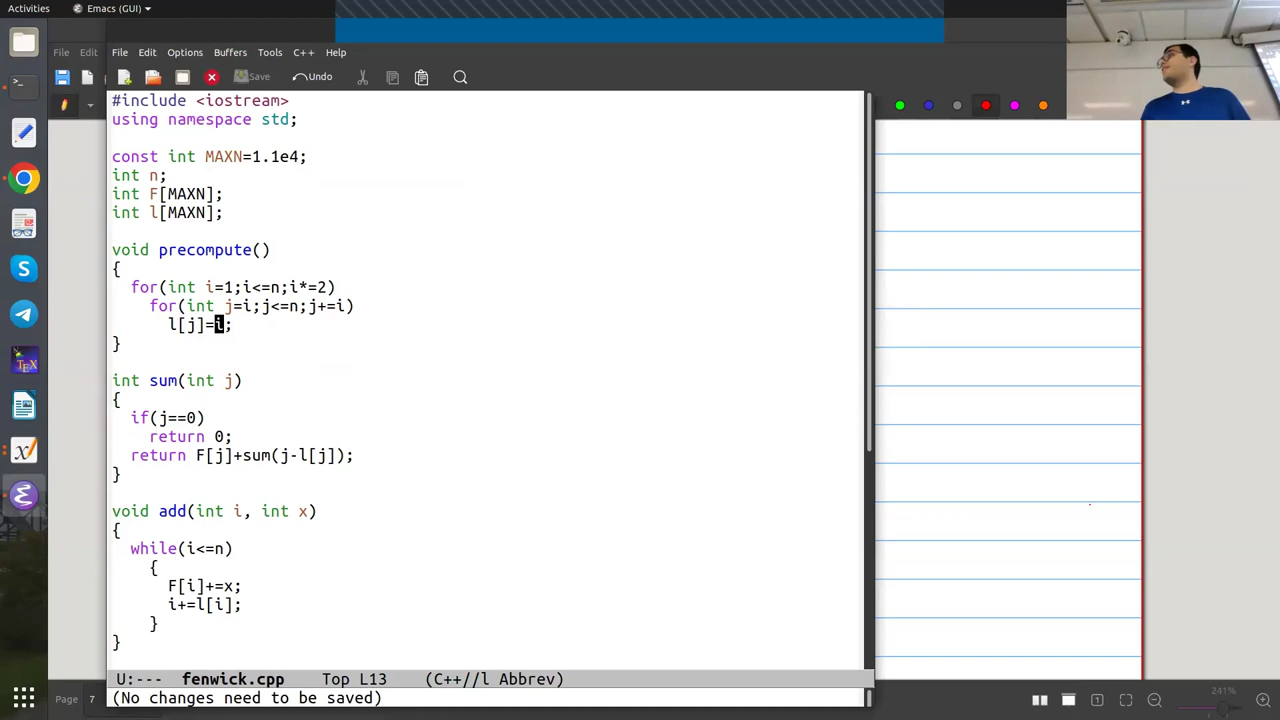 Activities Emacs (GUI)
File Edit
File Edit Options Buffers Tools C++ Help
Save Undo
#include <iostream>
using namespace std;
const int MAXN=1.1e4;
int n;
int F[MAXN];
int l[MAXN];
void precompute()
{
for(int i=1;i<=n;i*=2)
for(int j=i;j<=n;j+=i)
l[j]=i;
}
int sum(int j)
{
if(j==0)
return 0;
return F[j]+sum(j-l[j]);
}
void add(int i, int x)
{
while(i<=n)
{
F[i]+=x;
i+=l[i];
}
}
U:--- fenwick.cpp Top L13 (C++//l Abbrev)
(No changes need to be saved)
Page 7
241%